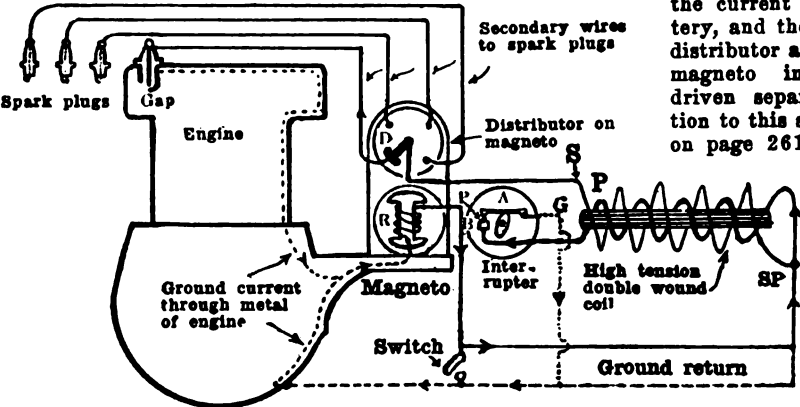 the current
tery, and the
distributor a
magneto in
driven separ
tion to this s
on page 261
Secondary wires
to spark plugs
Spark plugs
Gap
Engine
D
Distributor on
magneto
S
P
R
P
A
B
G
Inter-
rupter
High tension
double wound
coil
SP
Ground current
through metal
of engine
Magneto
Switch
Ground return